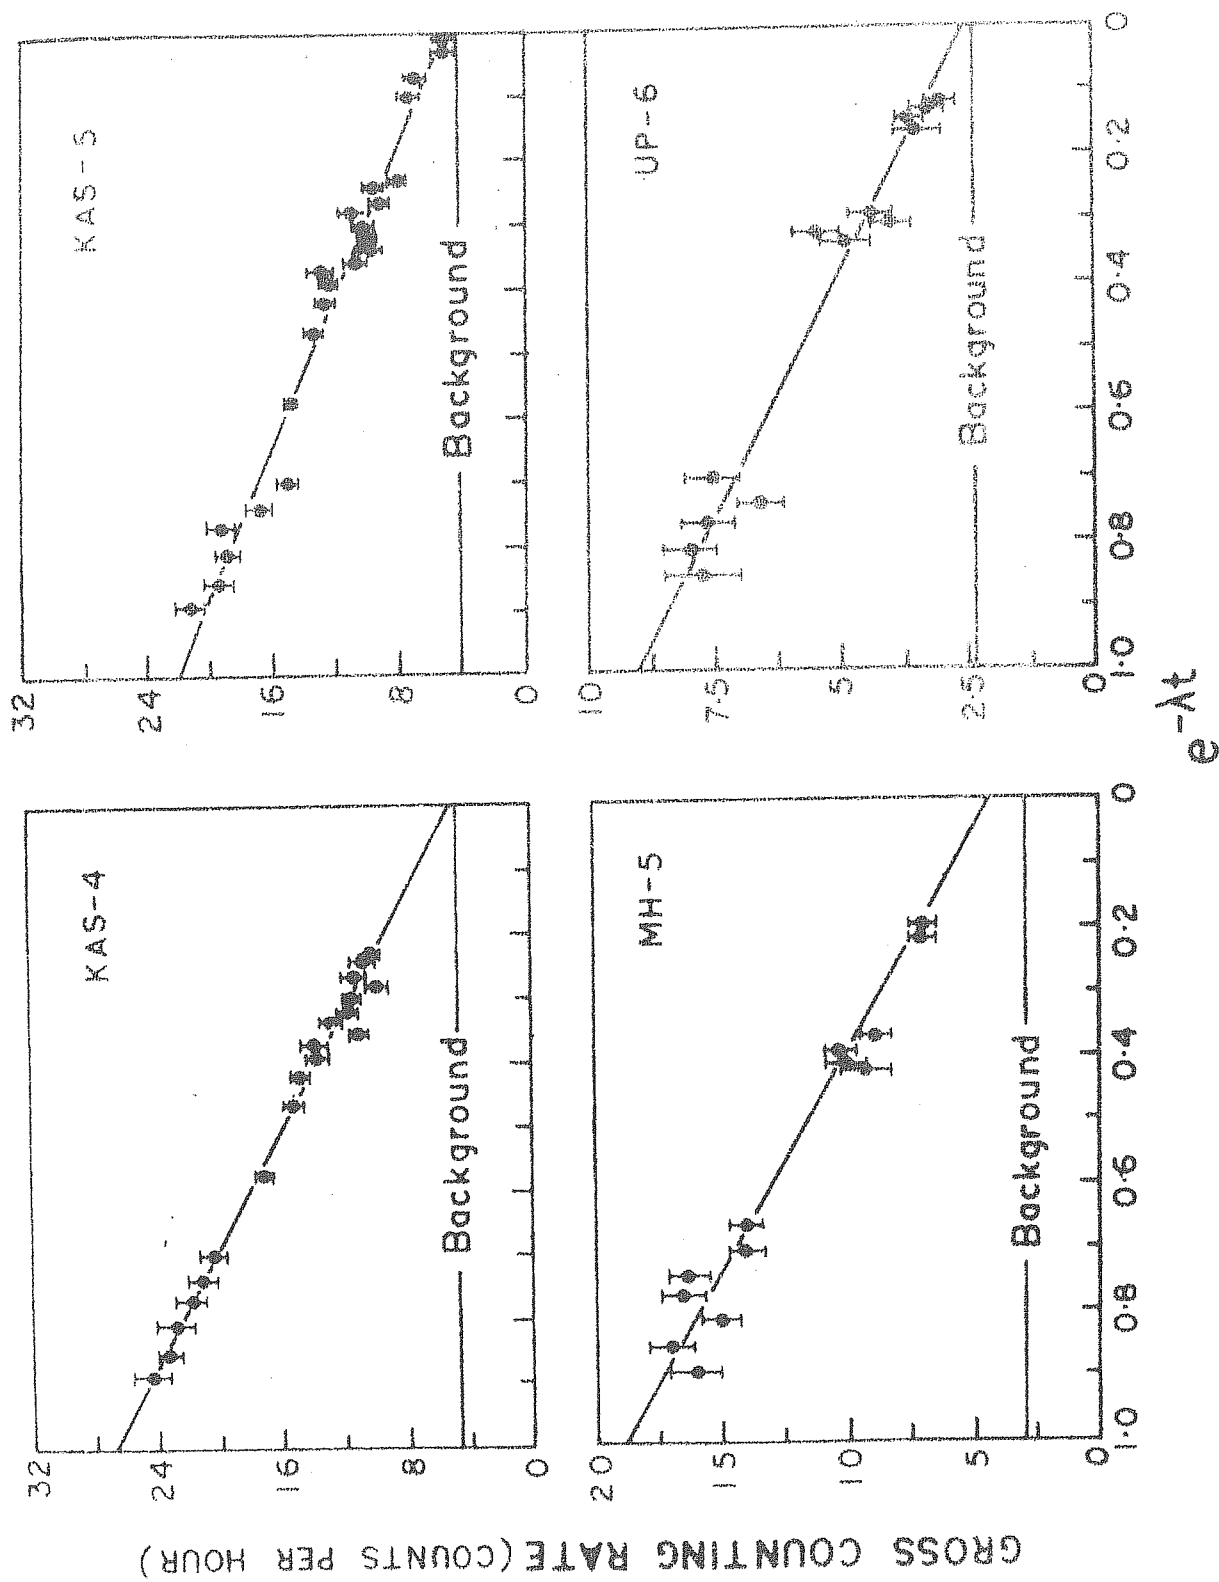 GROSS COUNTING RATE (COUNTS PER HOUR)
32
24
16
8
0
KAS-4
Background
32
24
16
8
0
KAS-5
Background
20
15
10
5
0
MH-5
Background
1·0 0·8 0·6 0·4 0·2 0
10
7·5
5
2·5
0
UP-6
Background
1·0 0·8 0·6 0·4 0·2 0
e-λt